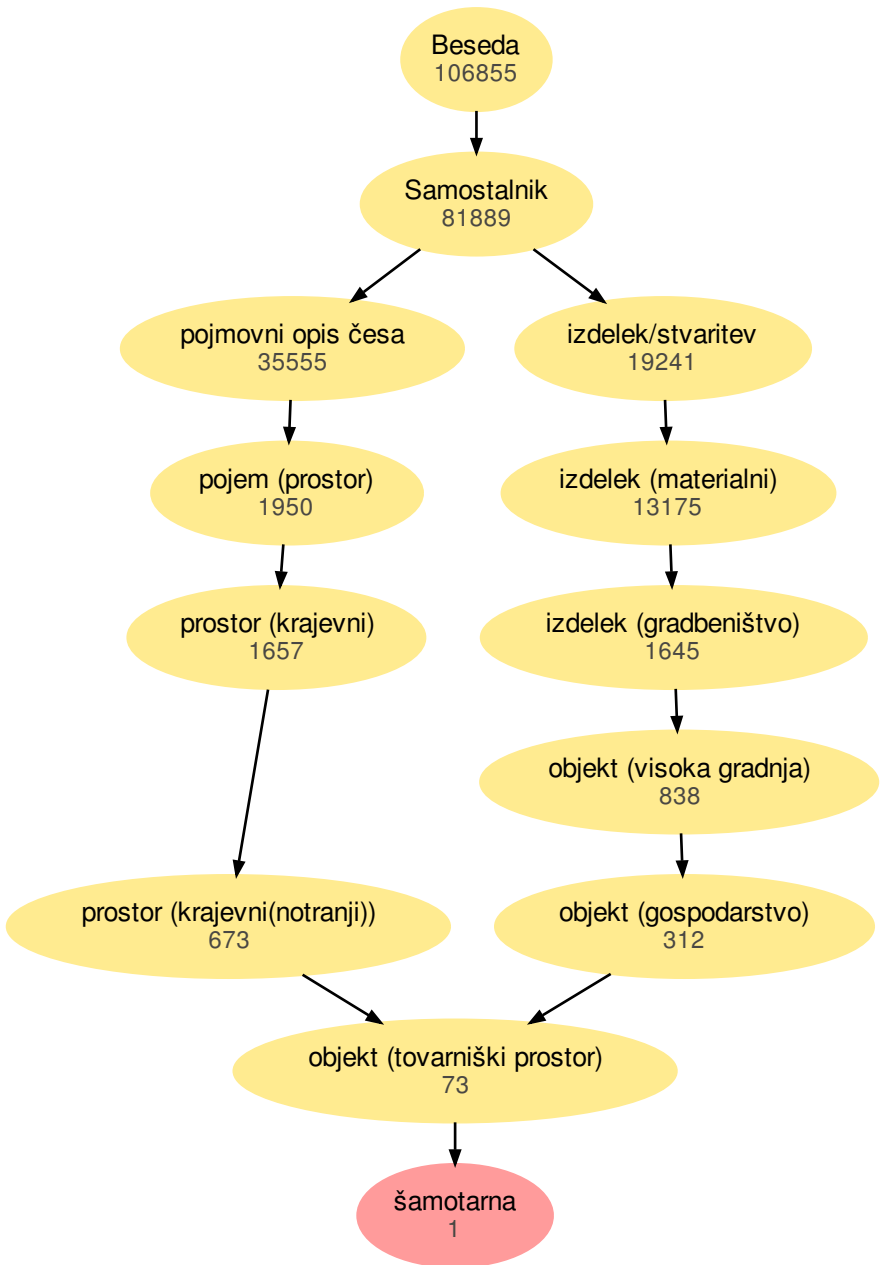 Beseda
106855
Samostalnik
81889
pojmovni opis česa
35555
izdelek/stvaritev
19241
pojem (prostor)
1950
izdelek (materialni)
13175
prostor (krajevni)
1657
izdelek (gradbeništvo)
1645
objekt (visoka gradnja)
838
prostor (krajevni(notranji))
673
objekt (gospodarstvo)
312
objekt (tovarniški prostor)
73
šamotarna
1